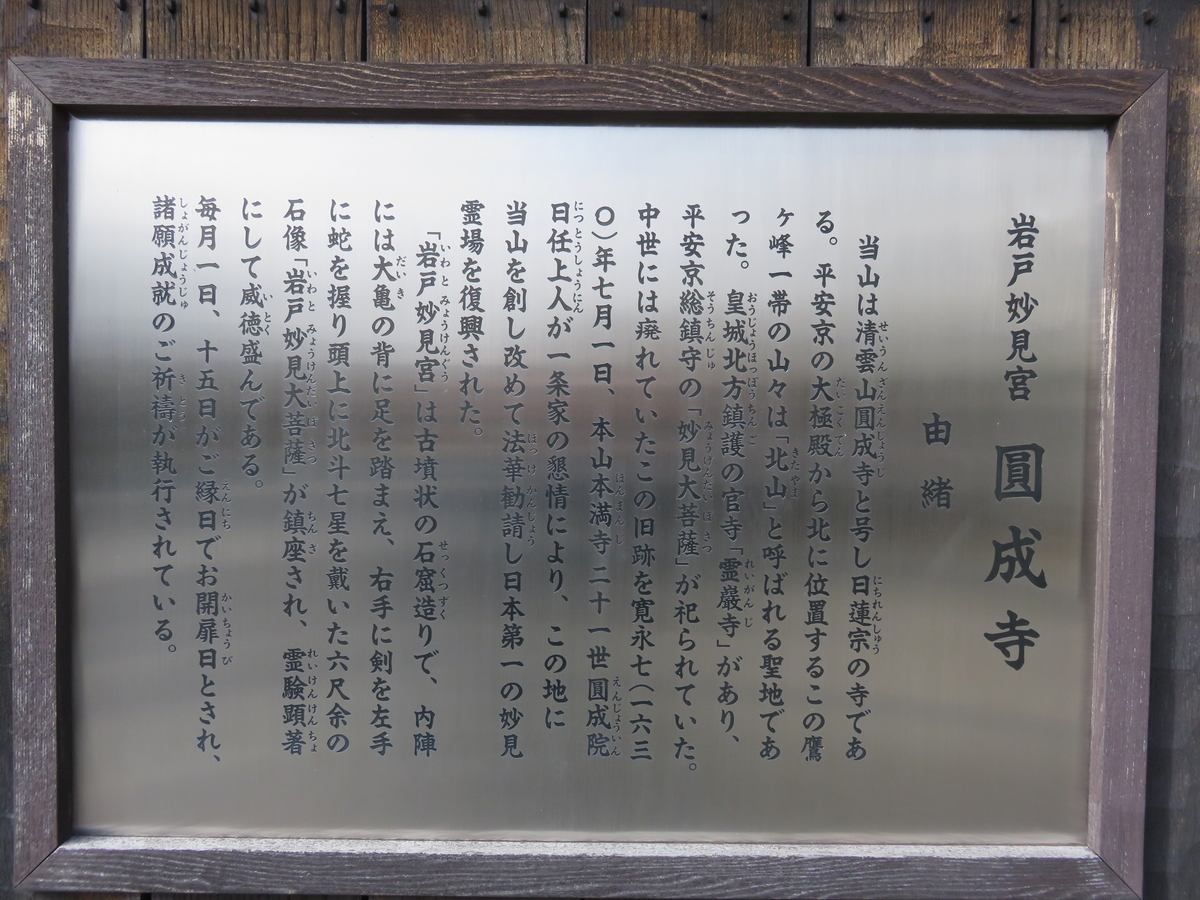 岩戸妙見宮 圓成寺
由緒
当山は清雲山圓成寺と号し日蓮宗の寺であ
る。平安京の大極殿から北に位置するこの鷹
ヶ峰一帯の山々は「北山」と呼ばれる聖地であ
った。皇城北方鎮護の官寺「霊巌寺」があり、
平安京総鎮守の「妙見大菩薩」が祀られていた。
中世には廃れていたこの旧跡を寛永七(一六三
〇)年七月一日、本山本満寺二十一世圓成院
日任上人が一条家の懇情により、この地に
当山を創し改めて法華勧請し日本第一の妙見
霊場を復興された。
「岩戸妙見宮」は古墳状の石窟造りで、内陣
には大亀の背に足を踏まえ、右手に剣を左手
に蛇を握り頭上に北斗七星を戴いた六尺余の
石像「岩戸妙見大菩薩」が鎮座され、霊験顕著
にして威徳盛んである。
毎月一日、十五日がご縁日でお開扉日とされ、
諸願成就のご祈禱が執行されている。